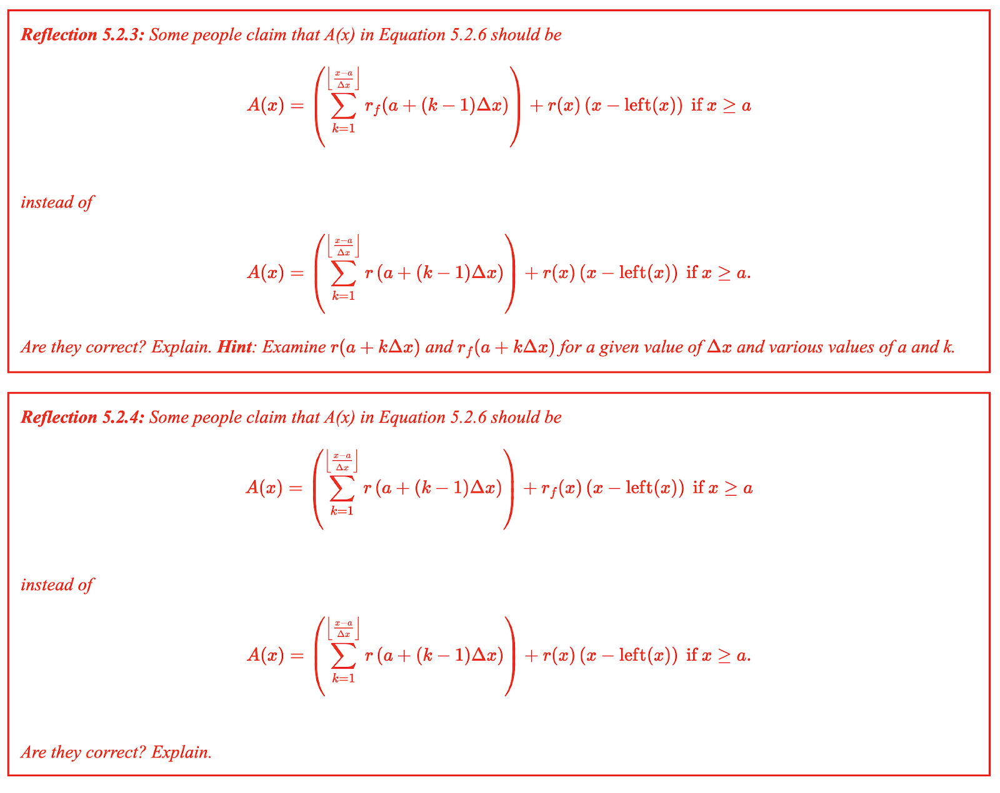 Reflection 5.2.3: Some people claim that A(x) in Equation 5.2.6 should be
$A(x) = \left( \sum_{k=1}^{\left\lfloor \frac{x-a}{\Delta x} \right\rfloor} r_f(a + (k-1)\Delta x) \right) + r(x)\,(x - \text{left}(x)) \text{ if } x \geq a$
instead of
$A(x) = \left( \sum_{k=1}^{\left\lfloor \frac{x-a}{\Delta x} \right\rfloor} r\,(a + (k-1)\Delta x) \right) + r(x)\,(x - \text{left}(x)) \text{ if } x \geq a.$
Are they correct? Explain. Hint: Examine $r(a + k\Delta x)$ and $r_f(a + k\Delta x)$ for a given value of $\Delta x$ and various values of a and k.
Reflection 5.2.4: Some people claim that A(x) in Equation 5.2.6 should be
$A(x) = \left( \sum_{k=1}^{\left\lfloor \frac{x-a}{\Delta x} \right\rfloor} r\,(a + (k-1)\Delta x) \right) + r_f(x)\,(x - \text{left}(x)) \text{ if } x \geq a$
instead of
$A(x) = \left( \sum_{k=1}^{\left\lfloor \frac{x-a}{\Delta x} \right\rfloor} r\,(a + (k-1)\Delta x) \right) + r(x)\,(x - \text{left}(x)) \text{ if } x \geq a.$
Are they correct? Explain.